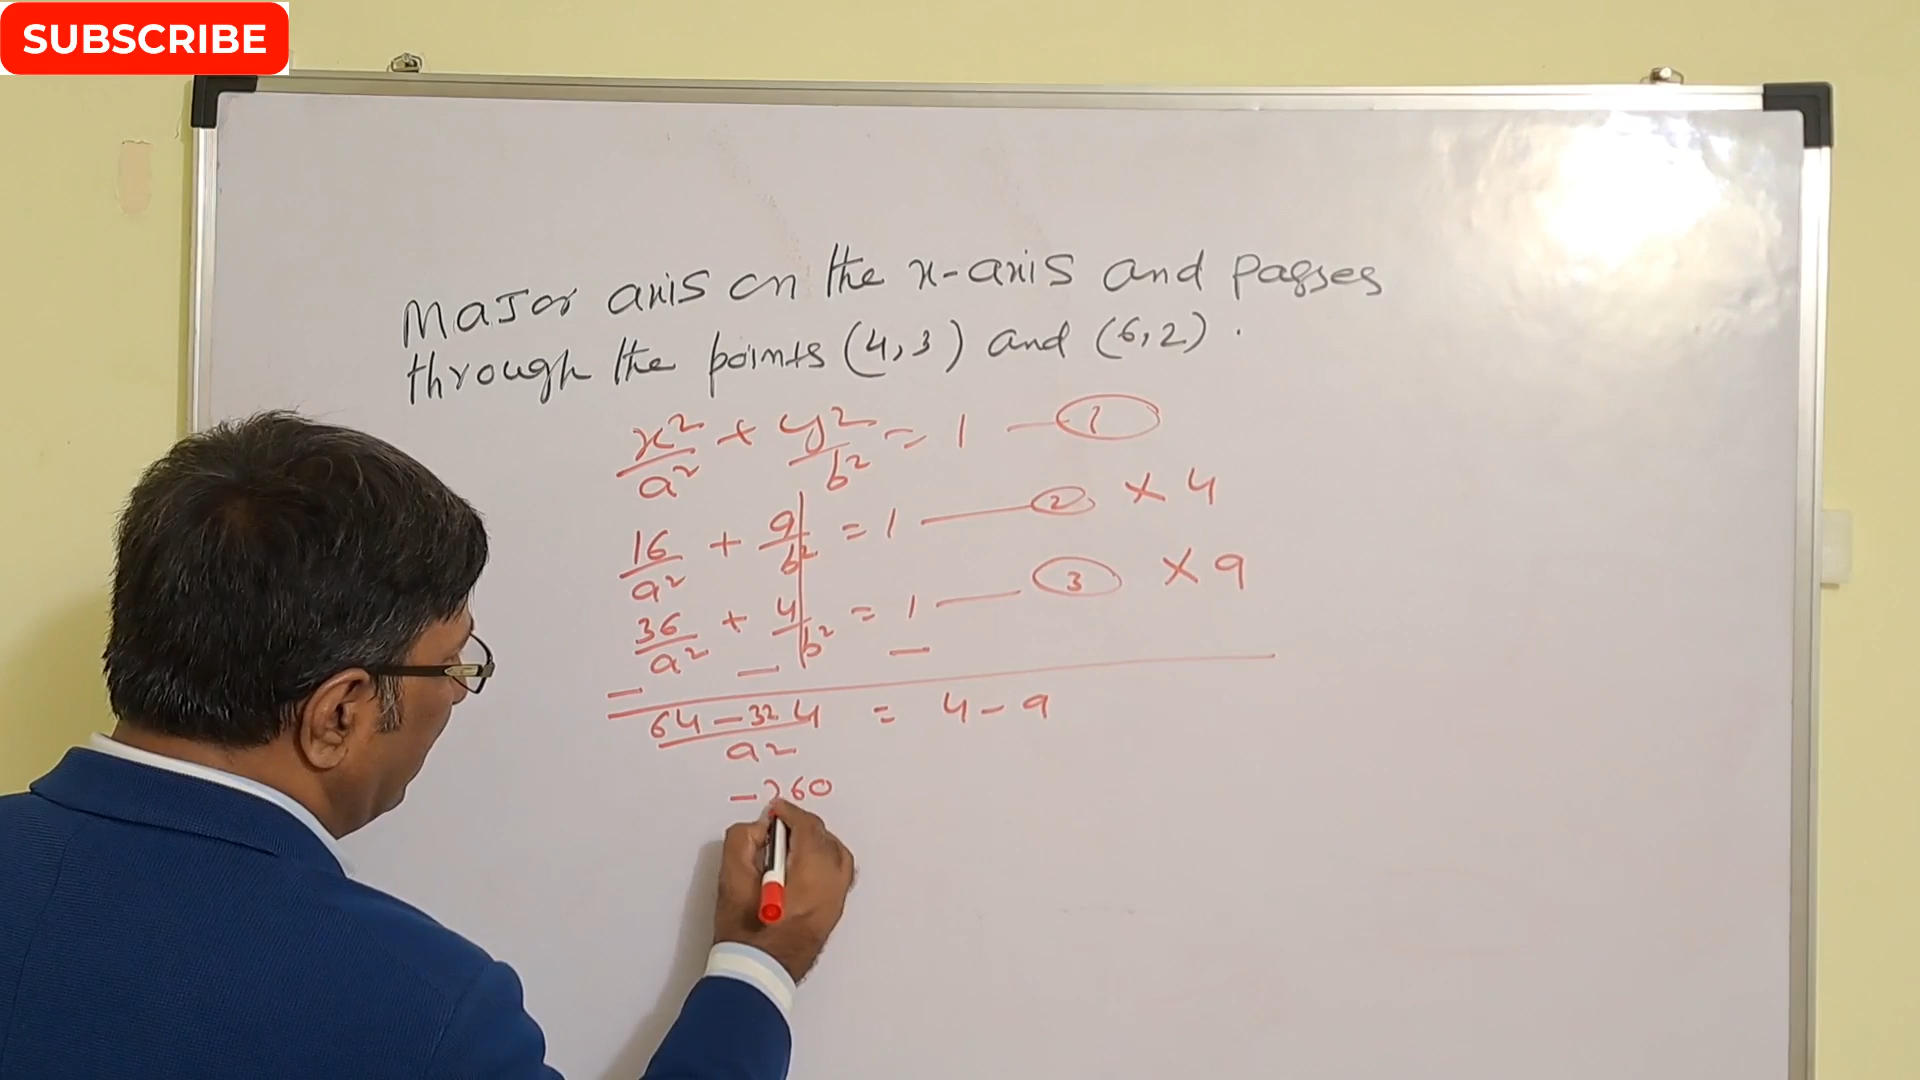 SUBSCRIBE
Major axis on the x-axis and passes
through the points (4,3) and (6,2).
x²/a² + y²/b² = 1 — 1
16/a² + 9/b² = 1 — 2 × 4
36/a² + 4/b² = 1 — 3 × 9
— — —
64 - 324 / a² = 4 - 9
-260